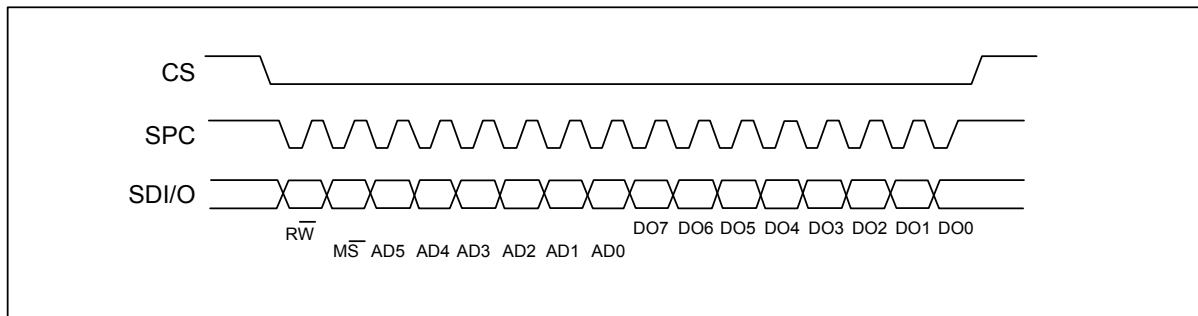 CS
SPC
SDI/O
RW̅
DO7 DO6 DO5 DO4 DO3 DO2 DO1 DO0
MS̅ AD5 AD4 AD3 AD2 AD1 AD0